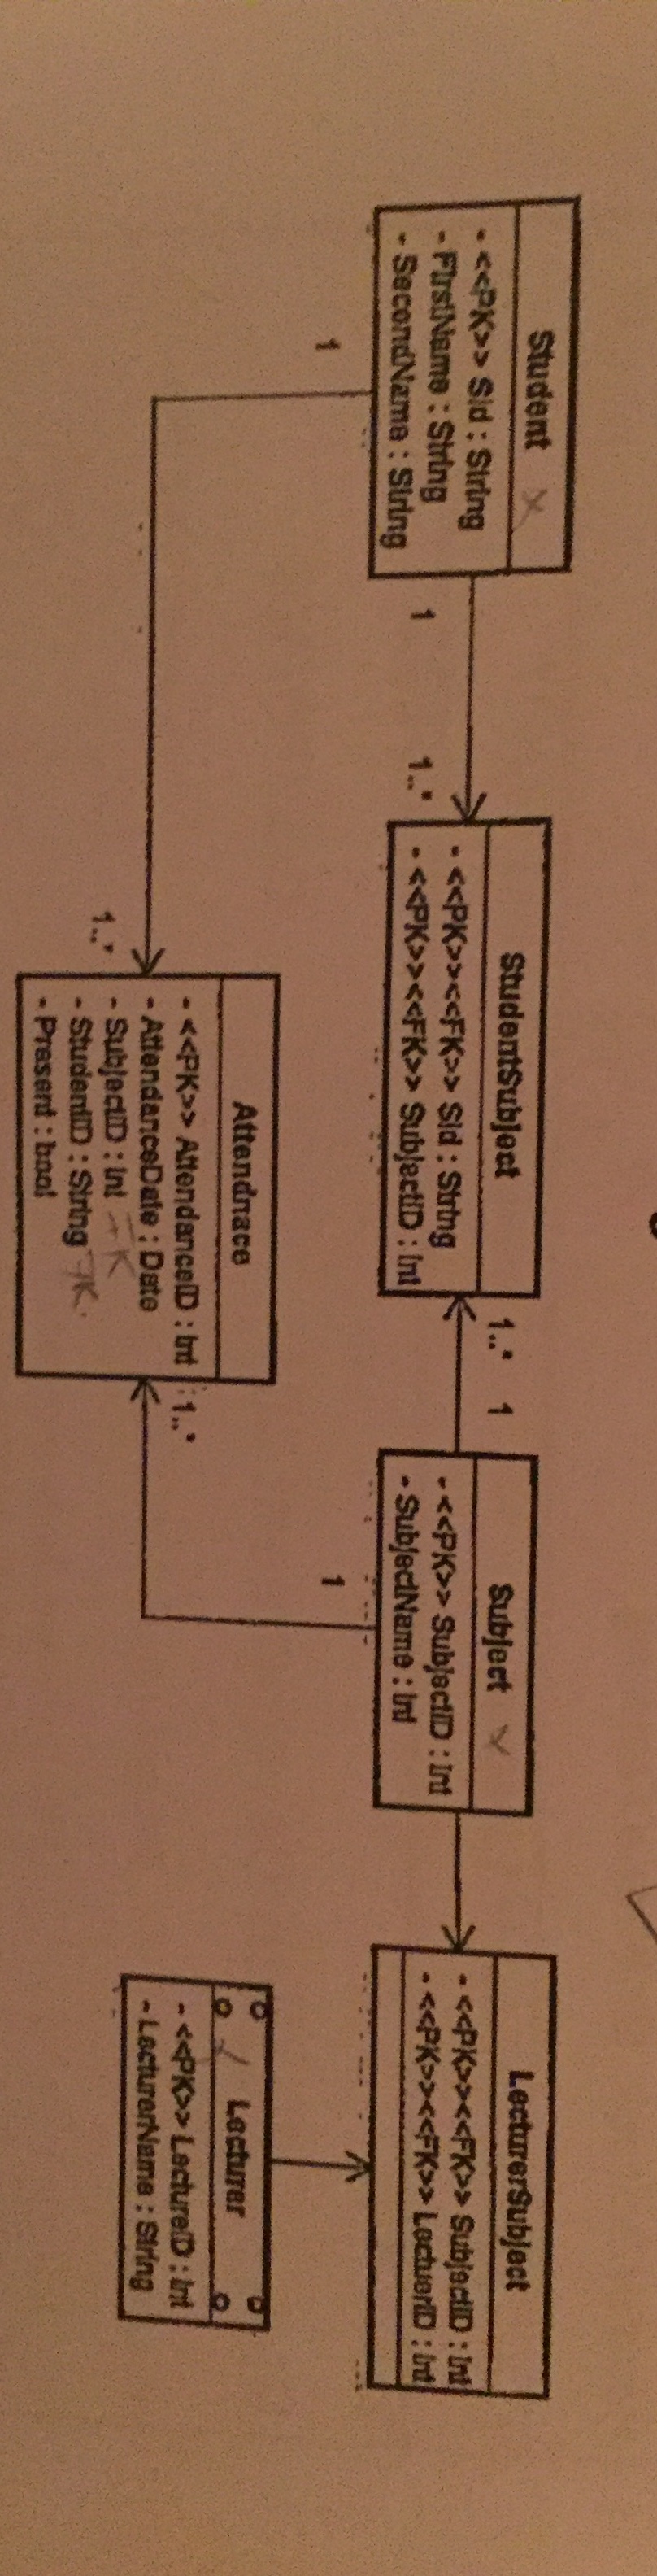 Student
- <<PK>> Sid : String
- FirstName : String
- SecondName : String
1
1..*
StudentSubject
- <<PK>><<FK>> Sid : String
- <<PK>><<FK>> SubjectID : Int
1..*
1
Subject
- <<PK>> SubjectID : Int
- SubjectName : Int
LecturerSubject
- <<PK>><<FK>> SubjectID : Int
- <<PK>><<FK>> LectuerID : Int
1
1..*
Attendnace
- <<PK>> AttendanceID : Int
- AttendanceDate : Date
- SubjectID : Int FK
- StudentID : String FK
- Present : bool
1
1..*
Lecturer
- <<PK>> LectureID : Int
- LecturerName : String